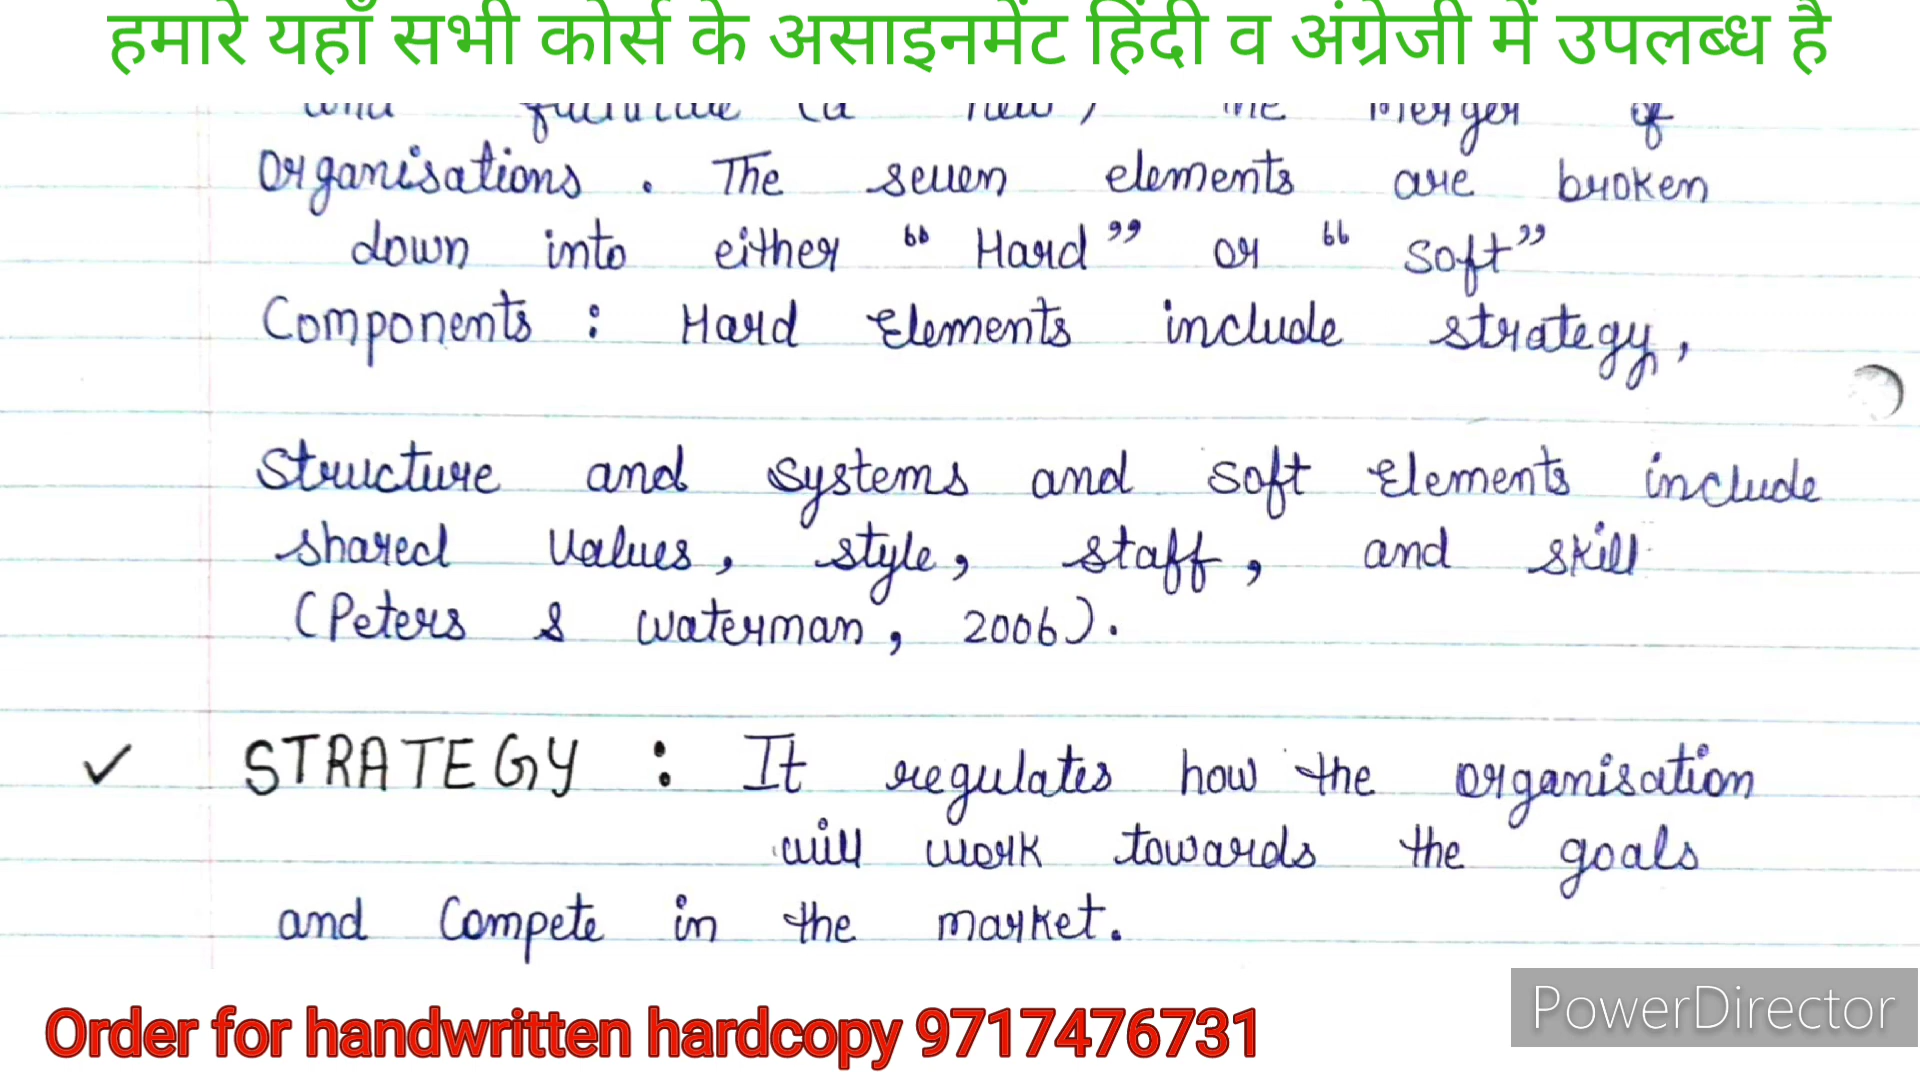 हमारे यहाँ सभी कोर्स के असाइनमेंट हिंदी व अंग्रेजी में उपलब्ध है
the Merger of
Organisations . The seven elements are broken
down into either "Hard" or "Soft"
Components : Hard Elements include strategy,
Structure and systems and soft Elements include
shared values, style, staff, and skill
(Peters & Waterman, 2006).
✓ STRATEGY : It regulates how the organisation
will work towards the goals
and Compete in the market.
Order for handwritten hardcopy 9717476731
PowerDirector